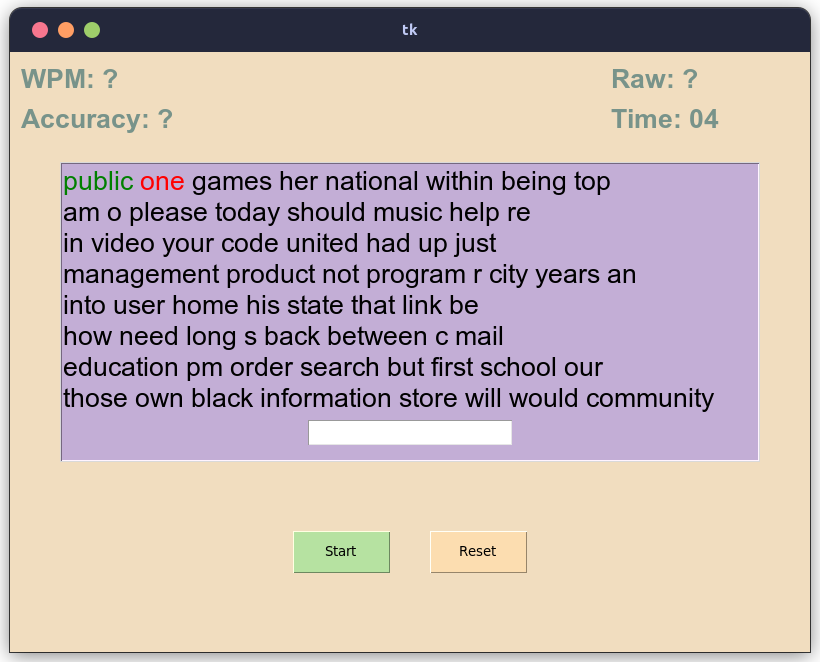 tk
WPM: ?
Raw: ?
Accuracy: ?
Time: 04
public one games her national within being top
am o please today should music help re
in video your code united had up just
management product not program r city years an
into user home his state that link be
how need long s back between c mail
education pm order search but first school our
those own black information store will would community
Start
Reset